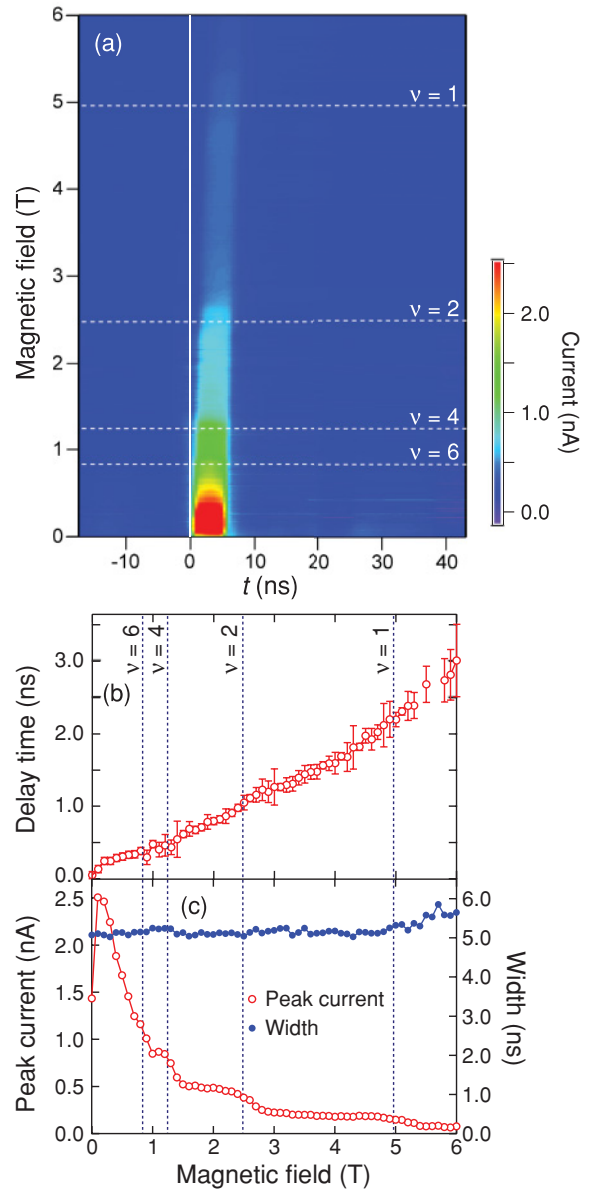 (a)
6
5
4
3
2
1
0
Magnetic field (T)
ν = 1
ν = 2
ν = 4
ν = 6
-10
0
10
20
30
40
t (ns)
2.0
1.0
0.0
Current (nA)
(b)
ν = 6
ν = 4
ν = 2
ν = 1
3.0
2.0
1.0
0.0
Delay time (ns)
(c)
2.5
2.0
1.5
1.0
0.5
0.0
Peak current (nA)
Peak current
Width
6.0
5.0
4.0
3.0
2.0
1.0
0.0
Width (ns)
0
1
2
3
4
5
6
Magnetic field (T)